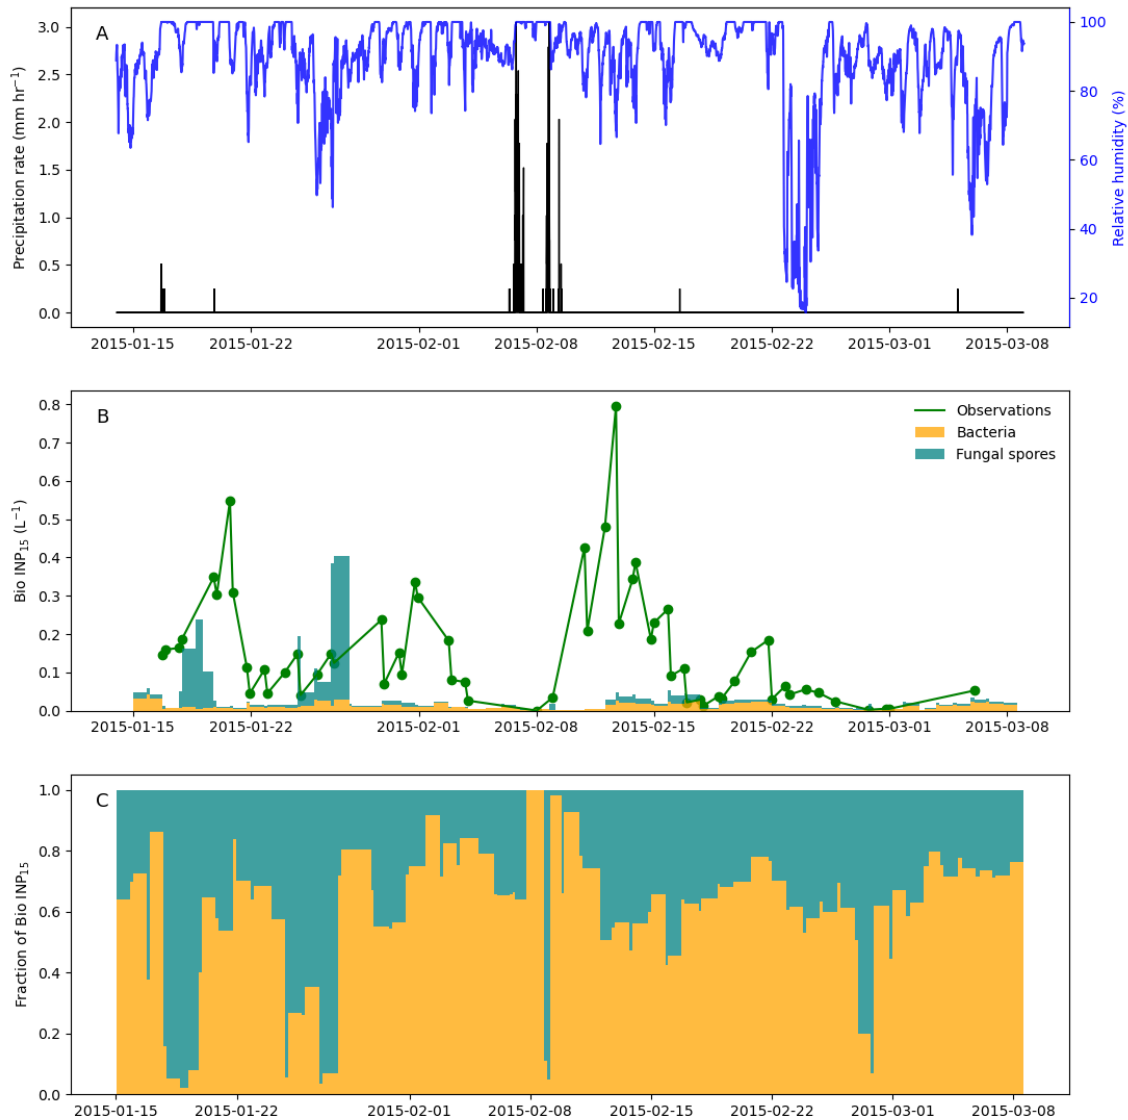 A
Precipitation rate (mm hr⁻¹)
3.0
2.5
2.0
1.5
1.0
0.5
0.0
Relative humidity (%)
100
80
60
40
20
2015-01-15 2015-01-22 2015-02-01 2015-02-08 2015-02-15 2015-02-22 2015-03-01 2015-03-08
B
Bio INP₁₅ (L⁻¹)
0.8
0.7
0.6
0.5
0.4
0.3
0.2
0.1
0.0
Observations
Bacteria
Fungal spores
2015-01-15 2015-01-22 2015-02-01 2015-02-08 2015-02-15 2015-02-22 2015-03-01 2015-03-08
C
Fraction of Bio INP₁₅
1.0
0.8
0.6
0.4
0.2
0.0
2015-01-15 2015-01-22 2015-02-01 2015-02-08 2015-02-15 2015-02-22 2015-03-01 2015-03-08